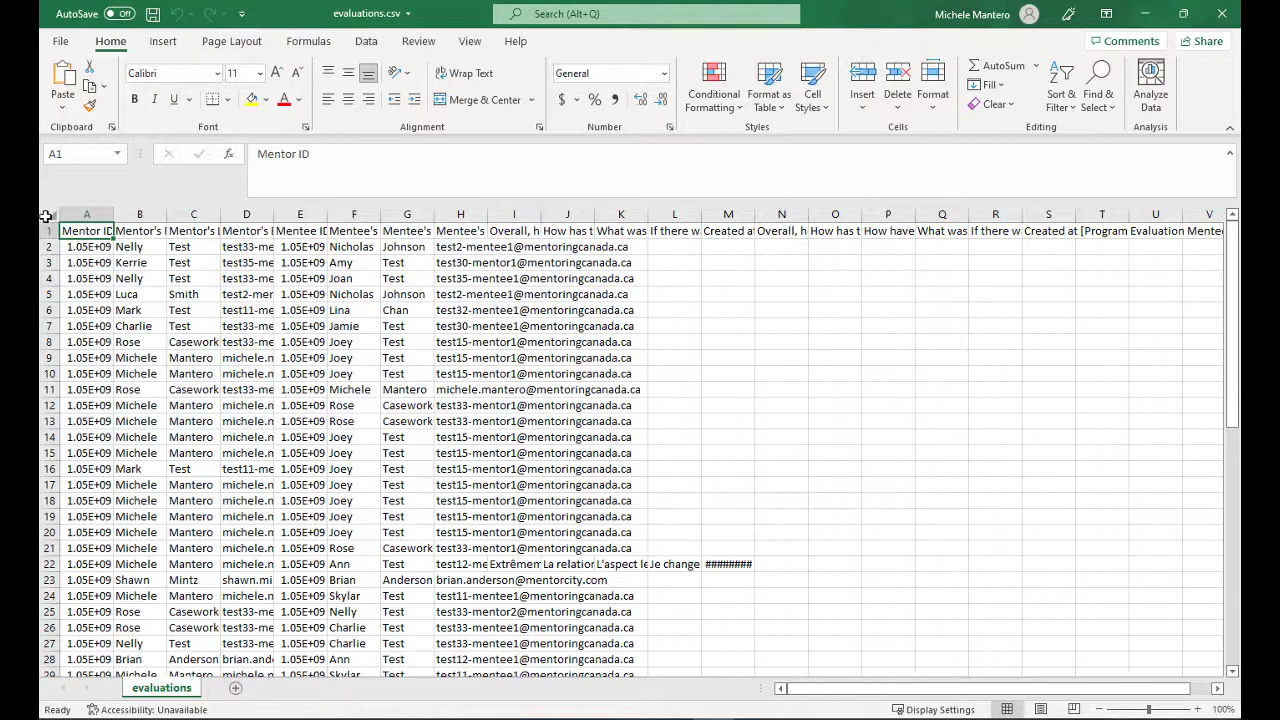 AutoSave Off evaluations.csv Search (Alt+Q) Michele Mantero
File Home Insert Page Layout Formulas Data Review View Help Comments Share
Calibri 11 Wrap Text General AutoSum
Paste B I U Merge & Center $ % Conditional Formatting Format as Table Cell Styles Insert Delete Format Fill Clear Sort & Filter Find & Select Analyze Data
Clipboard Font Alignment Number Styles Cells Editing Analysis
A1 fx Mentor ID
A B C D E F G H I J K L M N O P Q R S T U V
1 Mentor ID Mentor's Mentor's Mentor's Mentee ID Mentee's Mentee's Mentee's Overall, How has What was If there w Created at Overall, h How has t How have What was If there w Created at [Program Evaluation Mentee
2 1.05E+09 Nelly Test test33-me 1.05E+09 Nicholas Johnson test2-mentee1@mentoringcanada.ca
3 1.05E+09 Kerrie Test test35-me 1.05E+09 Amy Test test30-mentor1@mentoringcanada.ca
4 1.05E+09 Nelly Test test33-me 1.05E+09 Joan Test test35-mentee1@mentoringcanada.ca
5 1.05E+09 Luca Smith test2-mer 1.05E+09 Nicholas Johnson test2-mentee1@mentoringcanada.ca
6 1.05E+09 Mark Test test11-me 1.05E+09 Lina Chan test32-mentee1@mentoringcanada.ca
7 1.05E+09 Charlie Test test33-me 1.05E+09 Jamie Test test30-mentee1@mentoringcanada.ca
8 1.05E+09 Rose Casework test33-me 1.05E+09 Joey Test test15-mentor1@mentoringcanada.ca
9 1.05E+09 Michele Mantero michele.m 1.05E+09 Joey Test test15-mentor1@mentoringcanada.ca
10 1.05E+09 Michele Mantero michele.m 1.05E+09 Joey Test test15-mentor1@mentoringcanada.ca
11 1.05E+09 Rose Casework test33-me 1.05E+09 Michele Mantero michele.mantero@mentoringcanada.ca
12 1.05E+09 Michele Mantero michele.m 1.05E+09 Rose Casework test33-mentor1@mentoringcanada.ca
13 1.05E+09 Michele Mantero michele.m 1.05E+09 Rose Casework test33-mentor1@mentoringcanada.ca
14 1.05E+09 Michele Mantero michele.m 1.05E+09 Joey Test test15-mentor1@mentoringcanada.ca
15 1.05E+09 Michele Mantero michele.m 1.05E+09 Joey Test test15-mentor1@mentoringcanada.ca
16 1.05E+09 Mark Test test11-me 1.05E+09 Joey Test test15-mentor1@mentoringcanada.ca
17 1.05E+09 Michele Mantero michele.m 1.05E+09 Joey Test test15-mentor1@mentoringcanada.ca
18 1.05E+09 Michele Mantero michele.m 1.05E+09 Joey Test test15-mentor1@mentoringcanada.ca
19 1.05E+09 Michele Mantero michele.m 1.05E+09 Joey Test test15-mentor1@mentoringcanada.ca
20 1.05E+09 Michele Mantero michele.m 1.05E+09 Joey Test test15-mentor1@mentoringcanada.ca
21 1.05E+09 Michele Mantero michele.m 1.05E+09 Rose Casework test33-mentor1@mentoringcanada.ca
22 1.05E+09 Michele Mantero michele.m 1.05E+09 Ann Test test12-me Extrêmem La relation L'aspect le Je change ########
23 1.05E+09 Shawn Mintz shawn.mi 1.05E+09 Brian Anderson brian.anderson@mentorcity.com
24 1.05E+09 Michele Mantero michele.m 1.05E+09 Skylar Test test11-mentee1@mentoringcanada.ca
25 1.05E+09 Rose Casework test33-me 1.05E+09 Nelly Test test33-mentor2@mentoringcanada.ca
26 1.05E+09 Rose Casework test33-me 1.05E+09 Charlie Test test33-mentee1@mentoringcanada.ca
27 1.05E+09 Nelly Test test33-me 1.05E+09 Charlie Test test33-mentee1@mentoringcanada.ca
28 1.05E+09 Brian Anderson brian.and 1.05E+09 Ann Test test12-mentee1@mentoringcanada.ca
29 1.05E+09 Michele Mantero michele.m 1.05E+09 Skylar Test test11-mentee1@mentoringcanada.ca
evaluations
Ready Accessibility: Unavailable Display Settings 100%